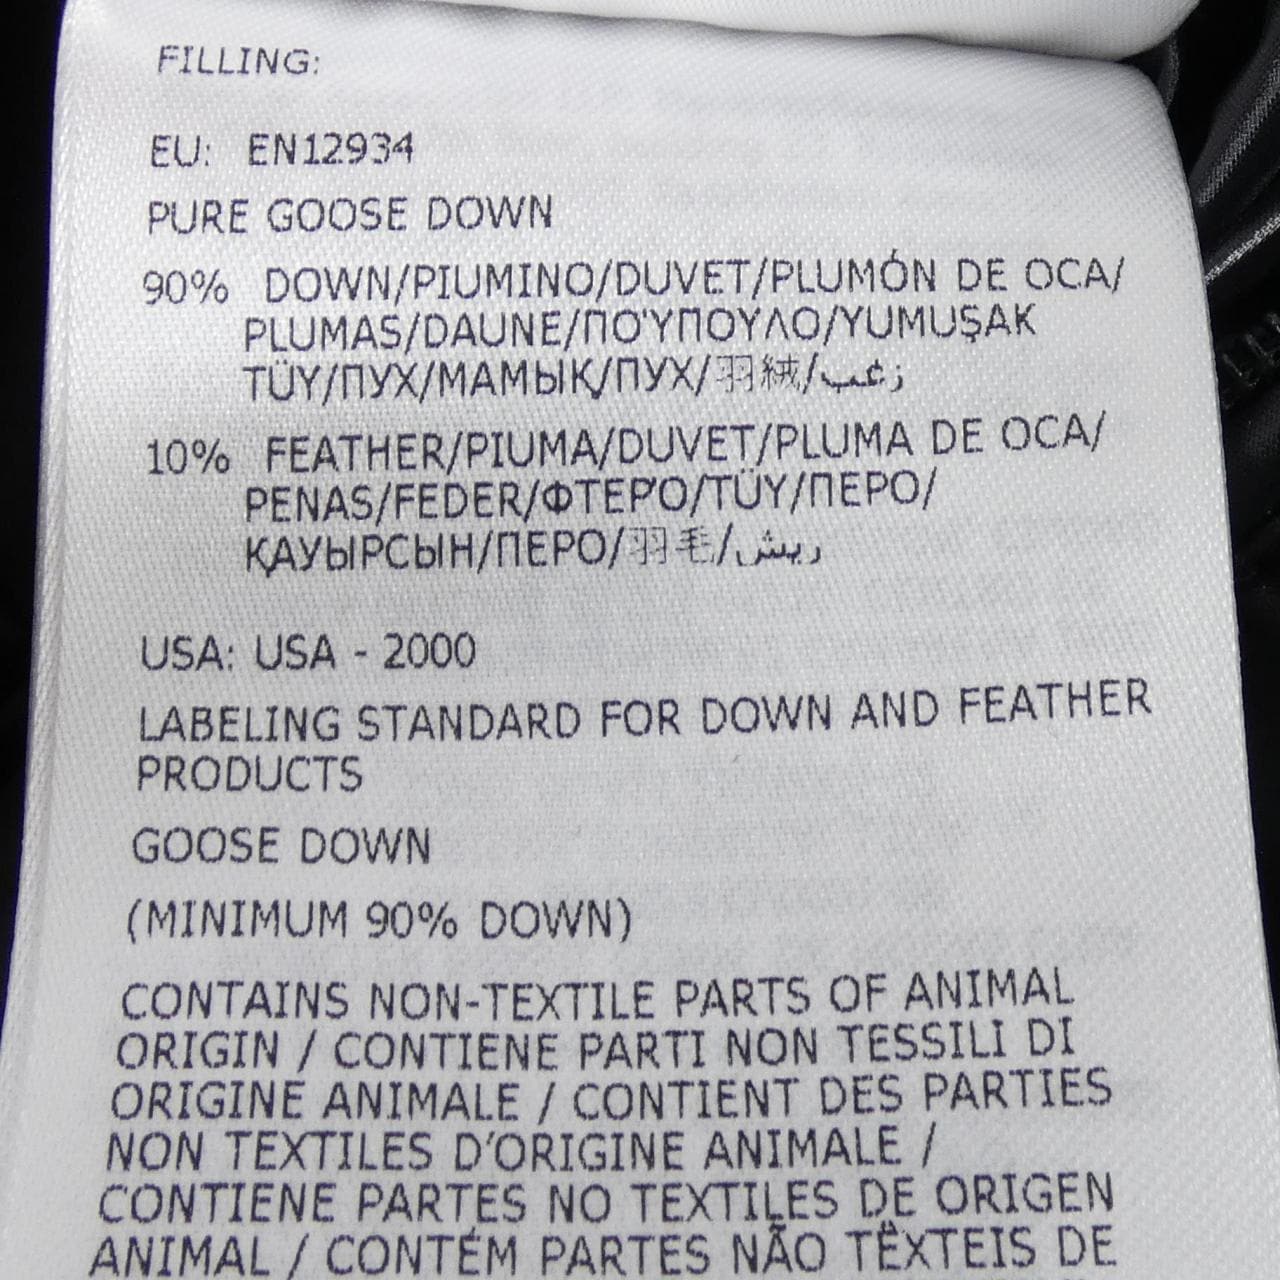 FILLING:
EU: EN12934
PURE GOOSE DOWN
90% DOWN/PIUMINO/DUVET/PLUMÓN DE OCA/
PLUMAS/DAUNE/ΠΟ'ΥΠΟΥΛΟ/YUMUŞAK
TÜY/ПУХ/МАМЫҚ/ПУХ/羽絨/زغب
10% FEATHER/PIUMA/DUVET/PLUMA DE OCA/
PENAS/FEDER/ΦΤΕΡ'Ο/TÜY/ПЕРО/
ҚАУЫРСЫН/ПЕРО/羽毛/ريش
USA: USA - 2000
LABELING STANDARD FOR DOWN AND FEATHER
PRODUCTS
GOOSE DOWN
(MINIMUM 90% DOWN)
CONTAINS NON-TEXTILE PARTS OF ANIMAL
ORIGIN / CONTIENE PARTI NON TESSILI DI
ORIGINE ANIMALE / CONTIENT DES PARTIES
NON TEXTILES D'ORIGINE ANIMALE /
CONTIENE PARTES NO TEXTILES DE ORIGEN
ANIMAL / CONTÉM PARTES NÃO TÊXTEIS DE